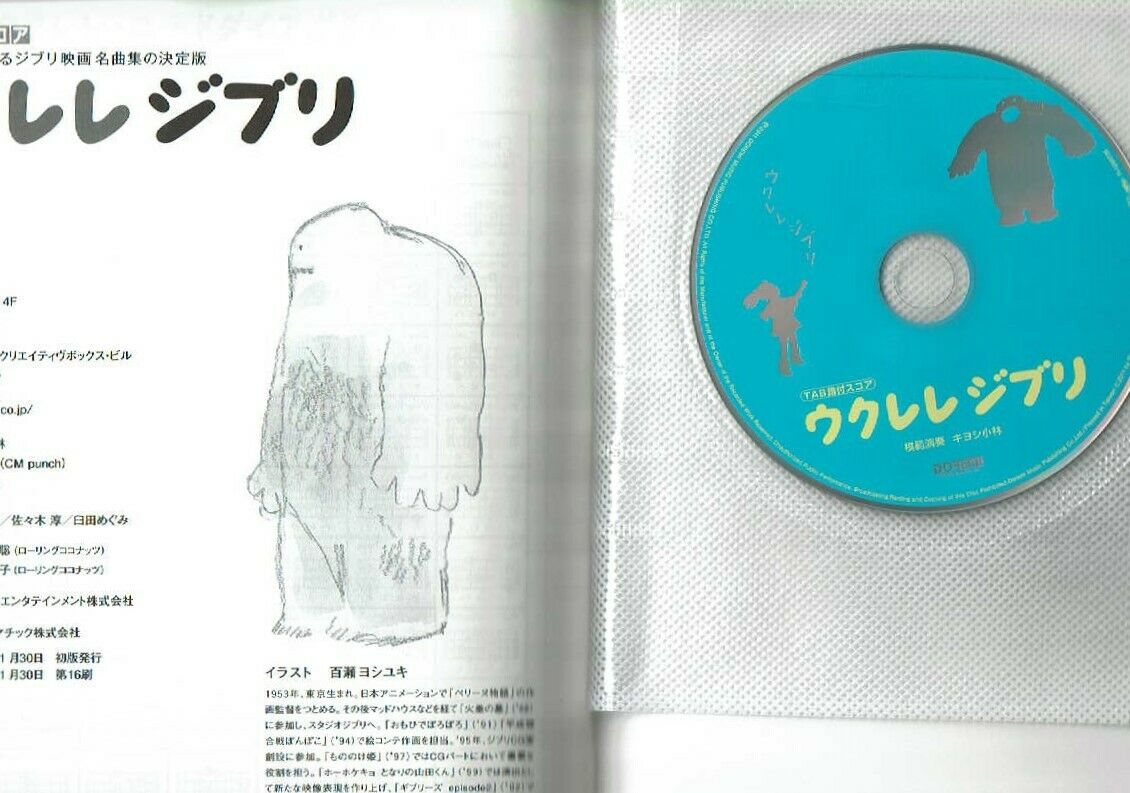 コア
るジブリ映画 名曲集の決定版
レレジブリ
4F
クリエイティヴボックス・ビル
co.jp/
林
(CM punch)
／佐々木 淳／臼田めぐみ
聡 (ローリングココナッツ)
子 (ローリングココナッツ)
エンタテインメント株式会社
マチック株式会社
1月30日 初版発行
1月30日 第16刷
イラスト 百瀬 ヨシユキ
1953年、東京生まれ。日本アニメーションで「ペリーヌ物語」の作
画監督をつとめる。その後マッドハウスなどを経て「火垂の墓」('88)
に参加し、スタジオジブリへ。「おもひでぽろぽろ」('91)「平成狸
合戦ぽんぽこ」('94)で絵コンテ作画を担当。'95年、ジブリCG室
創設に参加。「もののけ姫」('97)ではCGパートにおいて重要な
役割を担う。「ホーホケキョ となりの山田くん」('99)では演出とし
て新たな映像表現を作り上げ、「ギブリーズ episode2」('02)で
ウクレレジブリ
TAB譜付スコア
ウクレレジブリ
模範演奏 キヨシ小林